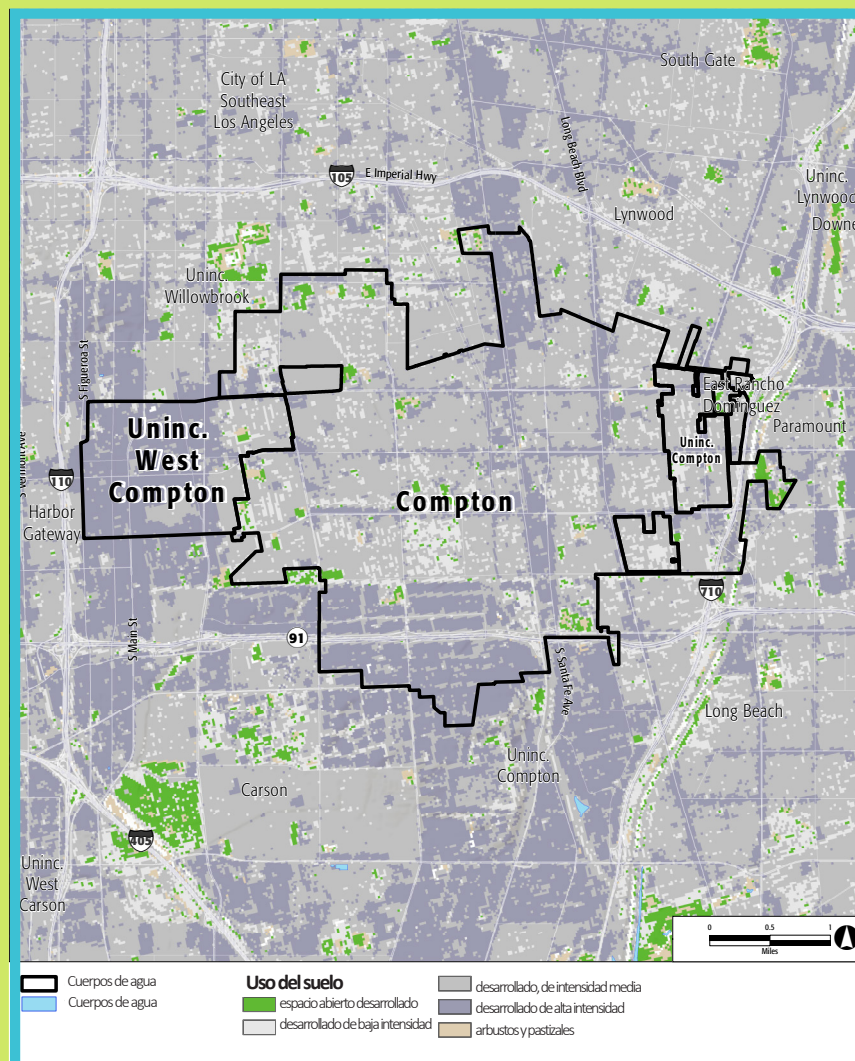 South Gate
City of LA
Southeast
Los Angeles
Long Beach Blvd
105
E Imperial Hwy
Uninc.
Lynwood
Lynwood
Downe
Uninc.
Willowbrook
S Figueroa St
East Rancho
Dominguez
Paramount
Uninc.
West
Compton
Uninc.
Compton
S Vermont Ave
110
Compton
Harbor
Gateway
710
S Main St
91
S Santa Fe Ave
Long Beach
Uninc.
Compton
Carson
405
Uninc.
West
Carson
0 0.5 1
Miles
Cuerpos de agua
Cuerpos de agua
Uso del suelo
espacio abierto desarrollado
desarrollado de baja intensidad
desarrollado, de intensidad media
desarrollado de alta intensidad
arbustos y pastizales